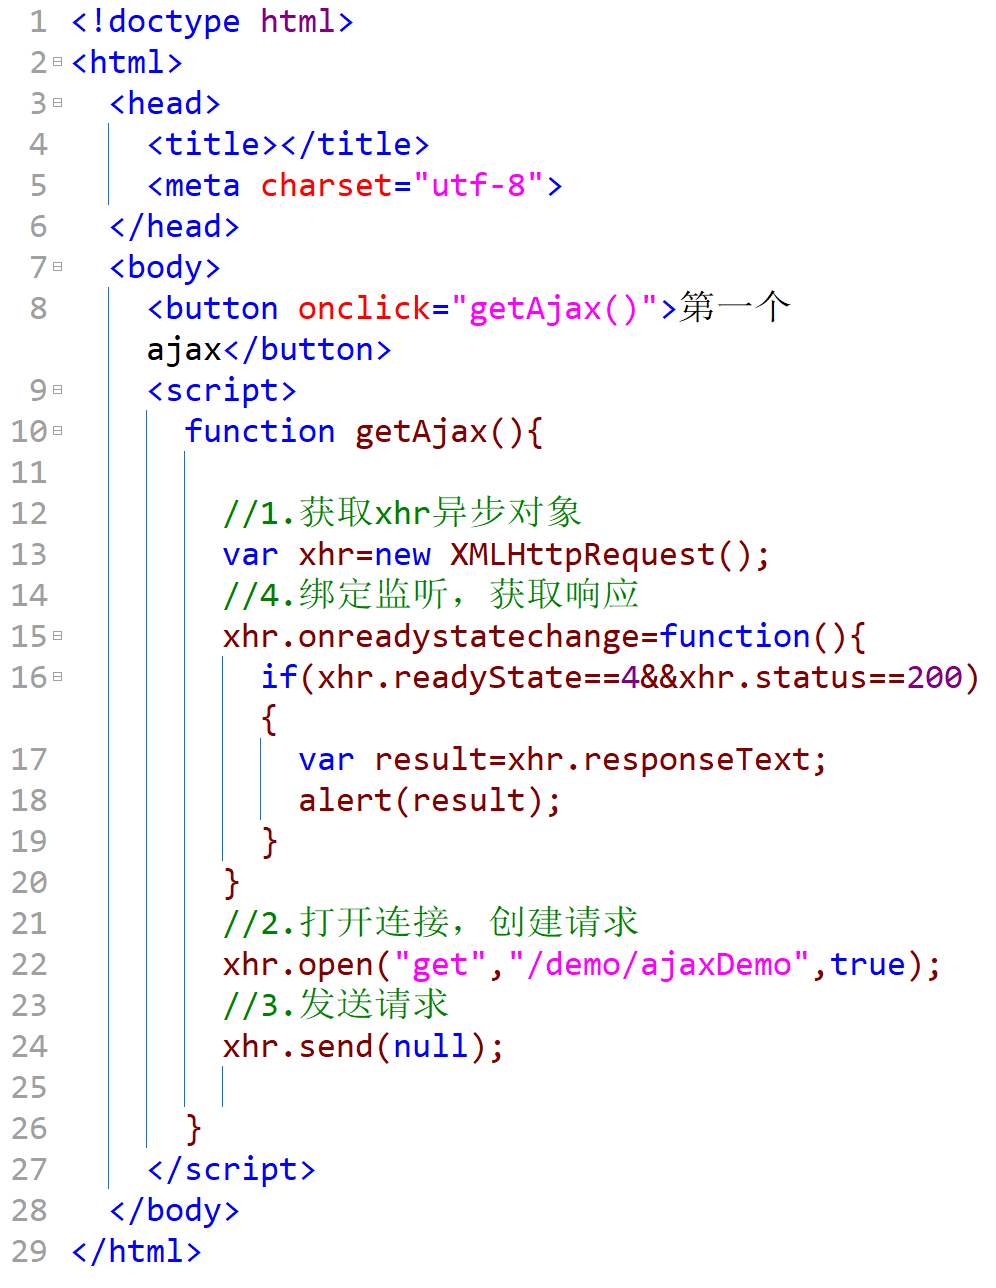 1 <!doctype html>
2 <html>
3 <head>
4 <title></title>
5 <meta charset="utf-8">
6 </head>
7 <body>
8 <button onclick="getAjax()">第一个
ajax</button>
9 <script>
10 function getAjax(){
11
12 //1.获取xhr异步对象
13 var xhr=new XMLHttpRequest();
14 //4.绑定监听，获取响应
15 xhr.onreadystatechange=function(){
16 if(xhr.readyState==4&&xhr.status==200)
{
17 var result=xhr.responseText;
18 alert(result);
19 }
20 }
21 //2.打开连接，创建请求
22 xhr.open("get","/demo/ajaxDemo",true);
23 //3.发送请求
24 xhr.send(null);
25
26 }
27 </script>
28 </body>
29 </html>